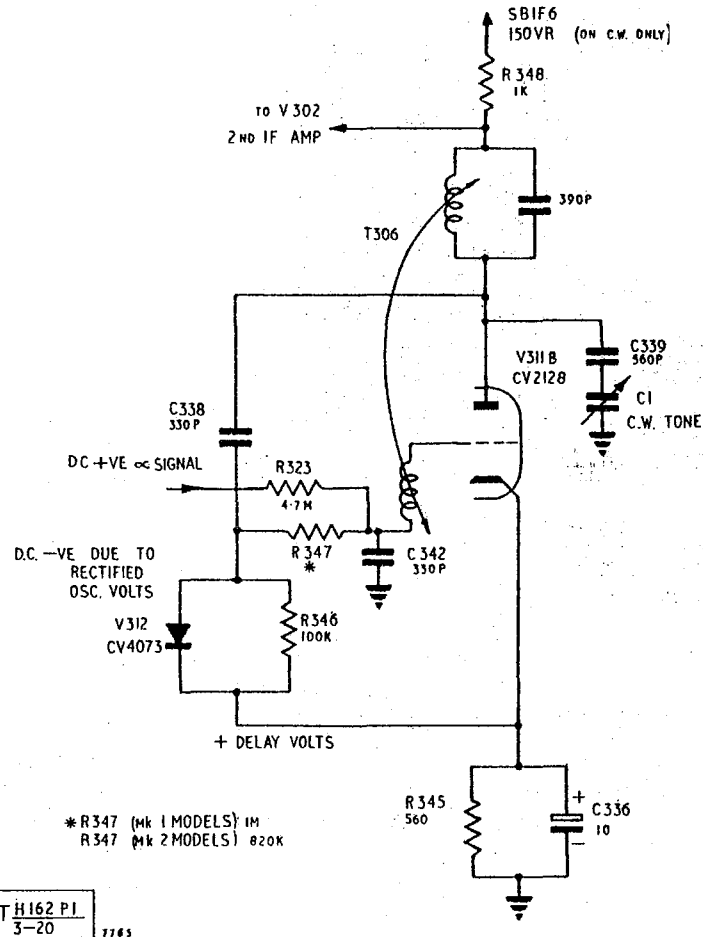 SBIF6
150VR (ON C.W. ONLY)
R348
1K
TO V302
2ND IF AMP
390P
T306
C339
560P
V311B
CV2128
C1
C.W. TONE
C338
330P
DC +VE ∝ SIGNAL
R323
4·7M
R347
*
C342
330P
D.C. -VE DUE TO
RECTIFIED
OSC. VOLTS
V312
CV4073
R346
100K
+ DELAY VOLTS
R345
560
+
C336
10
−
* R347 (MK 1 MODELS) 1M
R347 (MK 2 MODELS) 820K
T H162 P1
3-20
7765